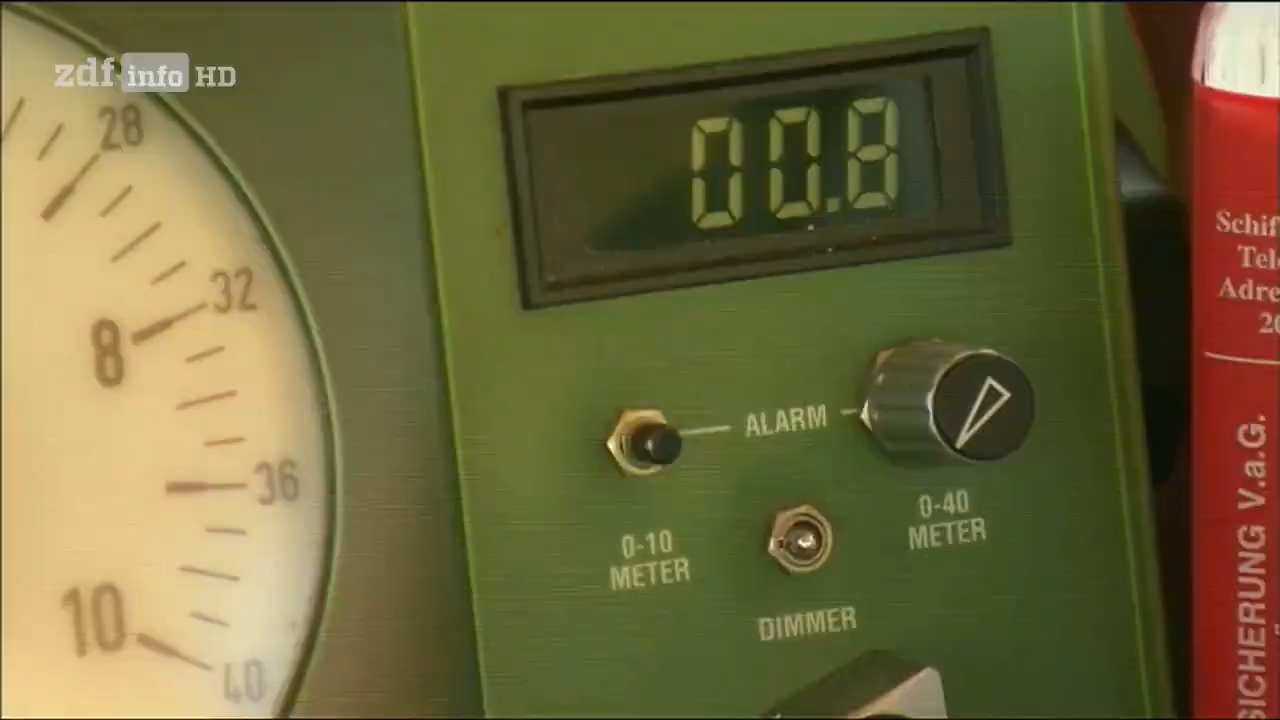 zdf info HD
28
32
8
36
10
40
00.8
ALARM
0-10
METER
0-40
METER
DIMMER
Schif
Tele
Adre
20
SICHERUNG V.a.G.